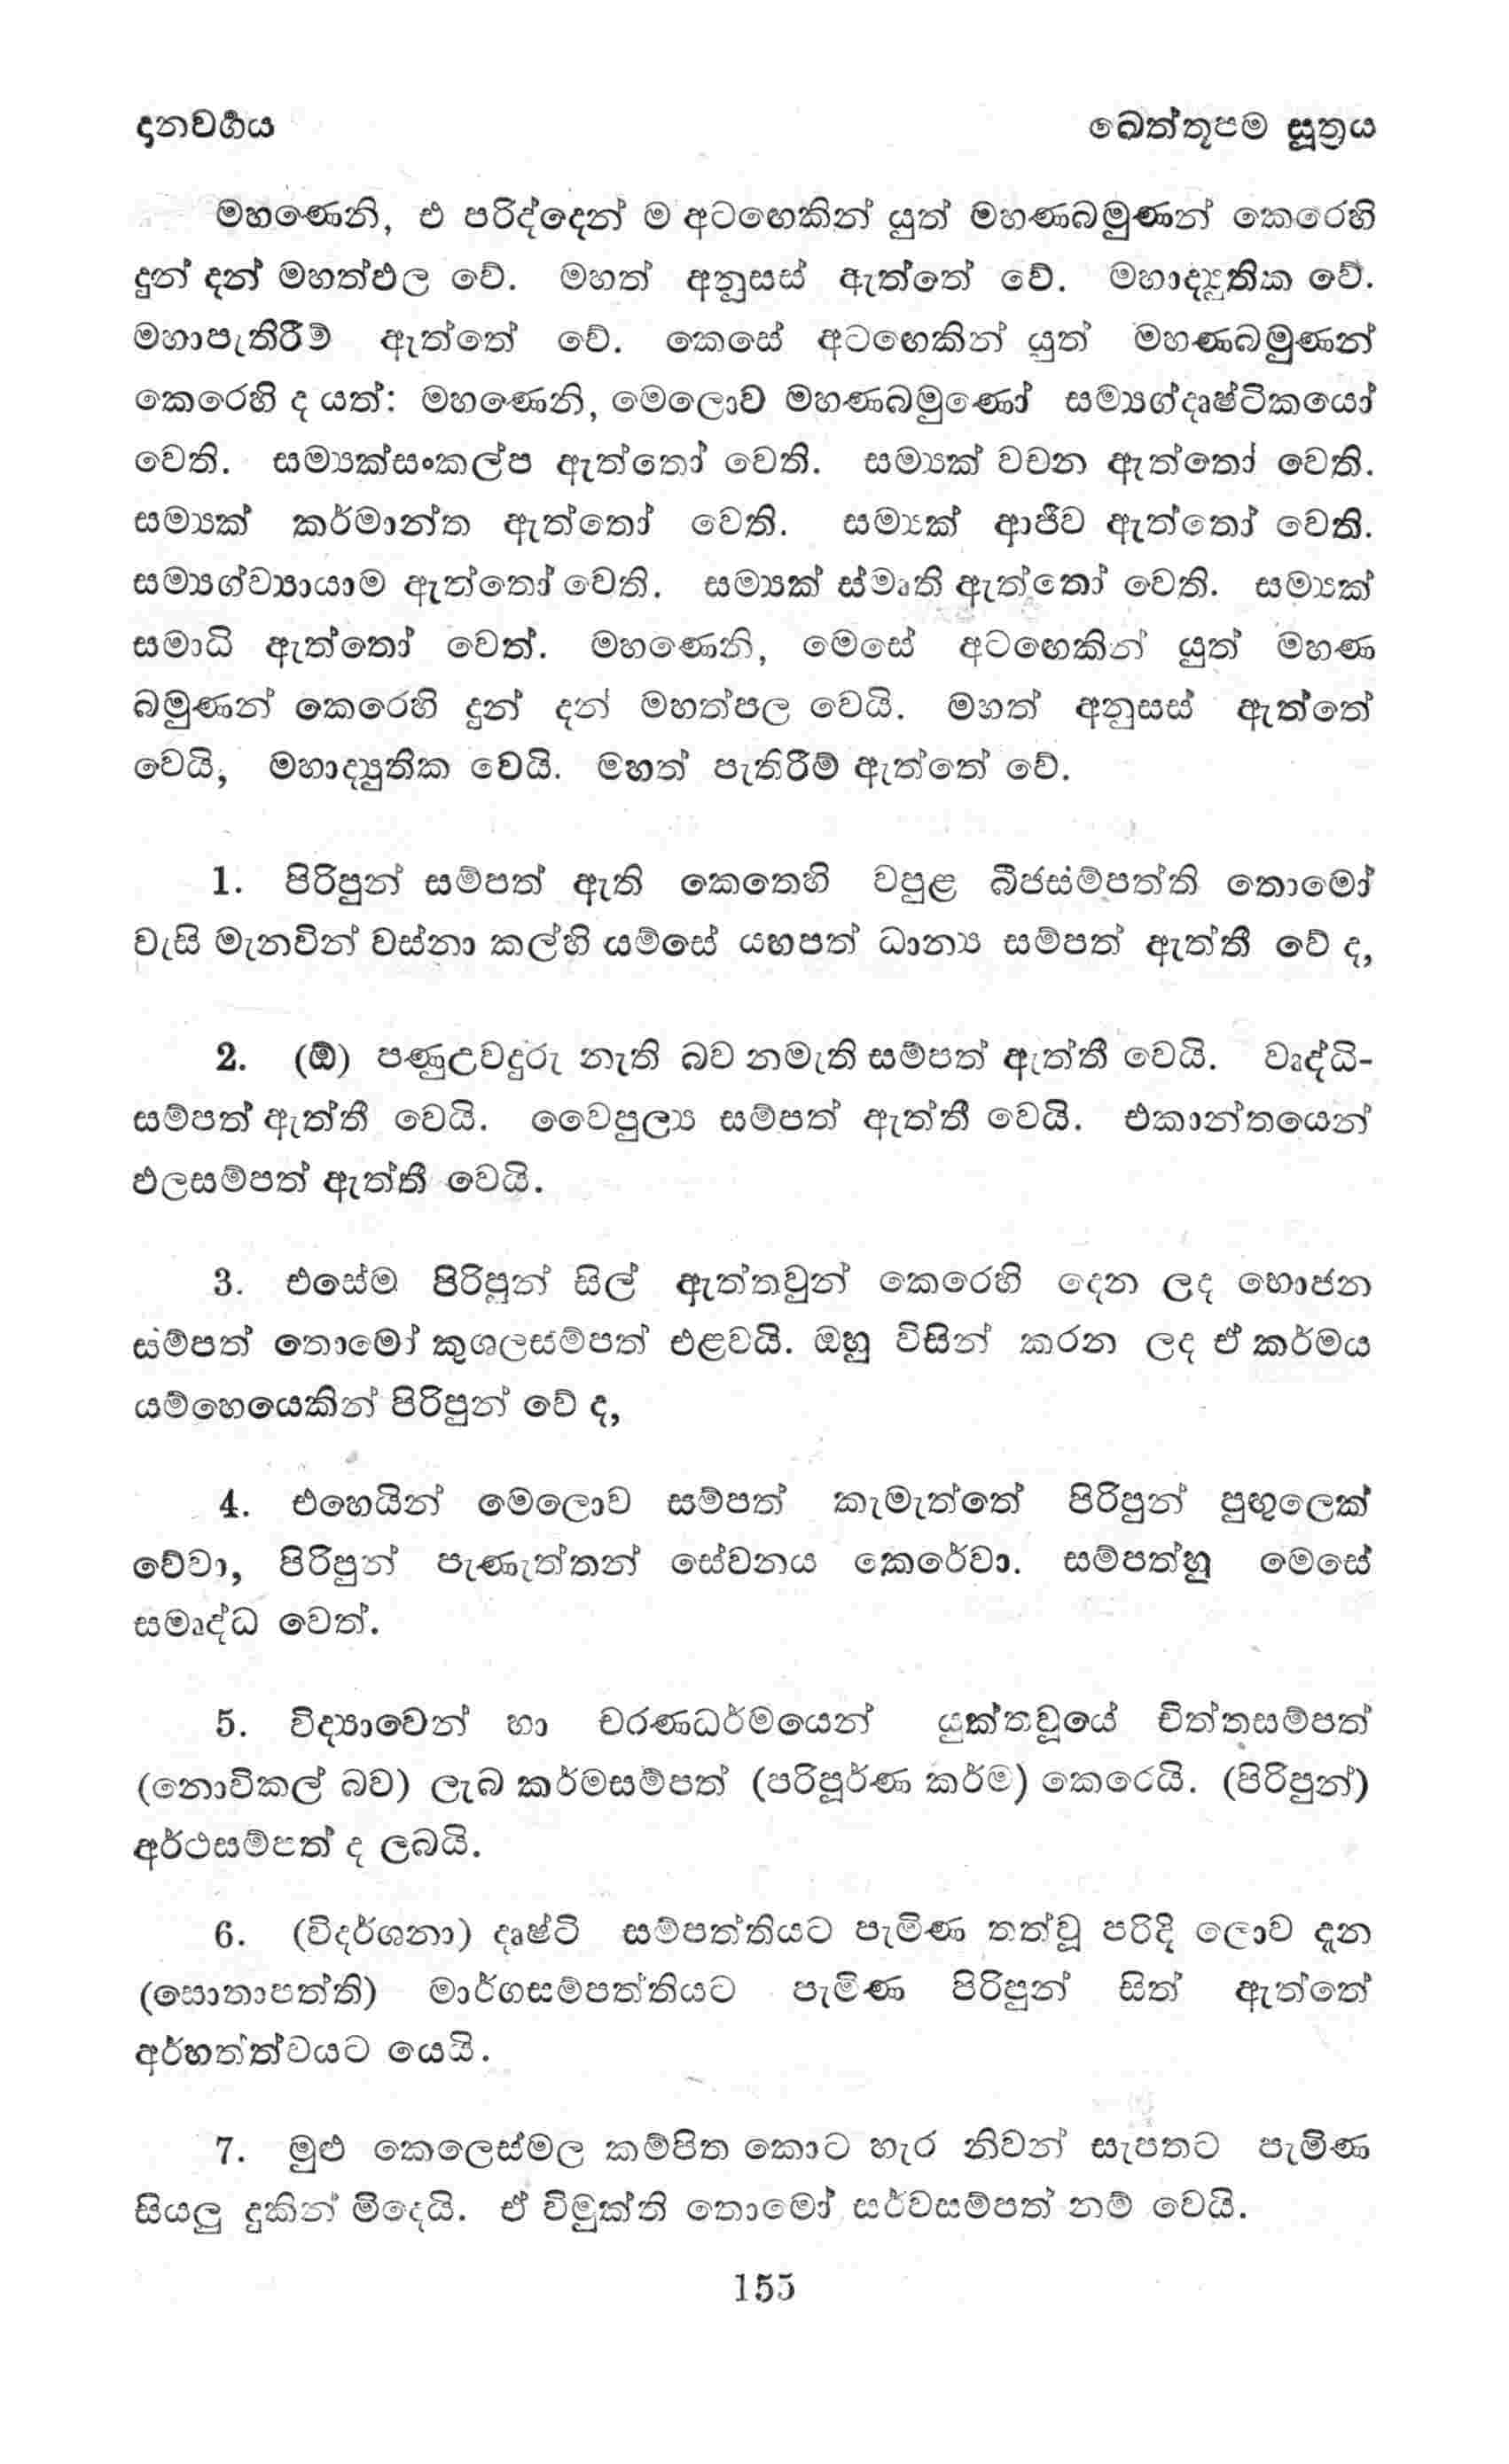 දානවර්‍ගය
ඛෙත්තූපම සූත්‍රය
මහණෙනි, එ පරිද්දෙන් ම අටඟෙකින් යුත් මහණබමුණන් කෙරෙහි
දුන් දන් මහත්ඵල වේ. මහත් අනුසස් ඇත්තේ වේ. මහාද්‍යුතික වේ.
මහාපැතිරීම් ඇත්තේ වේ. කෙසේ අටඟෙකින් යුත් මහණබමුණන්
කෙරෙහි ද යත්: මහණෙනි, මෙලොව මහණබමුණෝ සම්‍යග්දෘෂ්ටිකයෝ
වෙති. සම්‍යක්සංකල්ප ඇත්තෝ වෙති. සම්‍යක් වචන ඇත්තෝ වෙති.
සම්‍යක් කර්මාන්ත ඇත්තෝ වෙති. සම්‍යක් ආජීව ඇත්තෝ වෙති.
සම්‍යග්ව්‍යායාම ඇත්තෝ වෙති. සම්‍යක් ස්මෘති ඇත්තෝ වෙති. සම්‍යක්
සමාධි ඇත්තෝ වෙත්. මහණෙනි, මෙසේ අටඟෙකින් යුත් මහණ
බමුණන් කෙරෙහි දුන් දන් මහත්පල වෙයි. මහත් අනුසස් ඇත්තේ
වෙයි, මහාද්‍යුතික වෙයි. මහත් පැතිරීම් ඇත්තේ වේ.
1. පිරිපුන් සම්පත් ඇති කෙතෙහි වපුළ බීජසම්පත්ති තොමෝ
වැසි මැනවින් වස්නා කල්හි යම්සේ යහපත් ධාන්‍ය සම්පත් ඇත්තී වේ ද,
2. (ඕ) පණුඋවදුරු නැති බව නමැති සම්පත් ඇත්තී වෙයි. වෘද්ධි-
සම්පත් ඇත්තී වෙයි. වෛපුල්‍ය සම්පත් ඇත්තී වෙයි. එකාන්තයෙන්
ඵලසම්පත් ඇත්තී වෙයි.
3. එසේම පිරිපුන් සිල් ඇත්තවුන් කෙරෙහි දෙන ලද භොජන
සම්පත් තොමෝ කුශලසම්පත් එළවයි. ඔහු විසින් කරන ලද ඒ කර්මය
යම්හෙයෙකින් පිරිපුන් වේ ද,
4. එහෙයින් මෙලොව සම්පත් කැමැත්තේ පිරිපුන් පුඟුලෙක්
වේවා, පිරිපුන් පැණැත්තන් සේවනය කෙරේවා. සම්පත්හු මෙසේ
සමෘද්ධ වෙත්.
5. විද්‍යාවෙන් හා චරණධර්මයෙන් යුක්තවූයේ චිත්තසම්පත්
(නොවිකල් බව) ලැබ කර්මසම්පත් (පරිපූර්ණ කර්ම) කෙරෙයි. (පිරිපුන්)
අර්ථසම්පත් ද ලබයි.
6. (විදර්ශනා) දෘෂ්ටි සම්පත්තියට පැමිණ තත්වූ පරිදි ලොව දැන
(සොතාපත්ති) මාර්ගසම්පත්තියට පැමිණ පිරිපුන් සිත් ඇත්තේ
අර්හත්ත්වයට යෙයි.
7. මුළු කෙලෙස්මල කම්පිත කොට හැර නිවන් සැපතට පැමිණ
සියලු දුකින් මිදෙයි. ඒ විමුක්ති තොමෝ සර්වසම්පත් නම් වෙයි.
155